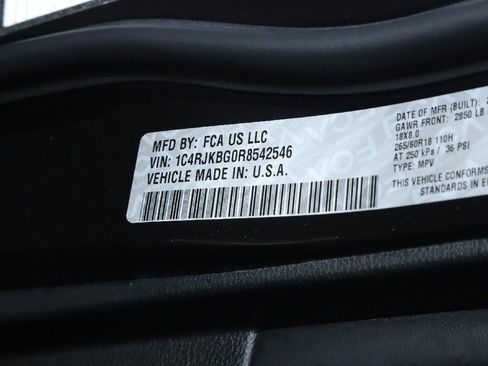 MFD BY: FCA US LLC
VIN: 1C4RJKBG0R8542546
VEHICLE MADE IN: U.S.A.
DATE OF MFR (BUILT):
GAWR FRONT: 2850 LB
18X8.0
265/60R18 110H
AT 250 kPa / 36 PSI
TYPE: MPV
THIS VEHICLE CONFORMS
STANDARDS IN